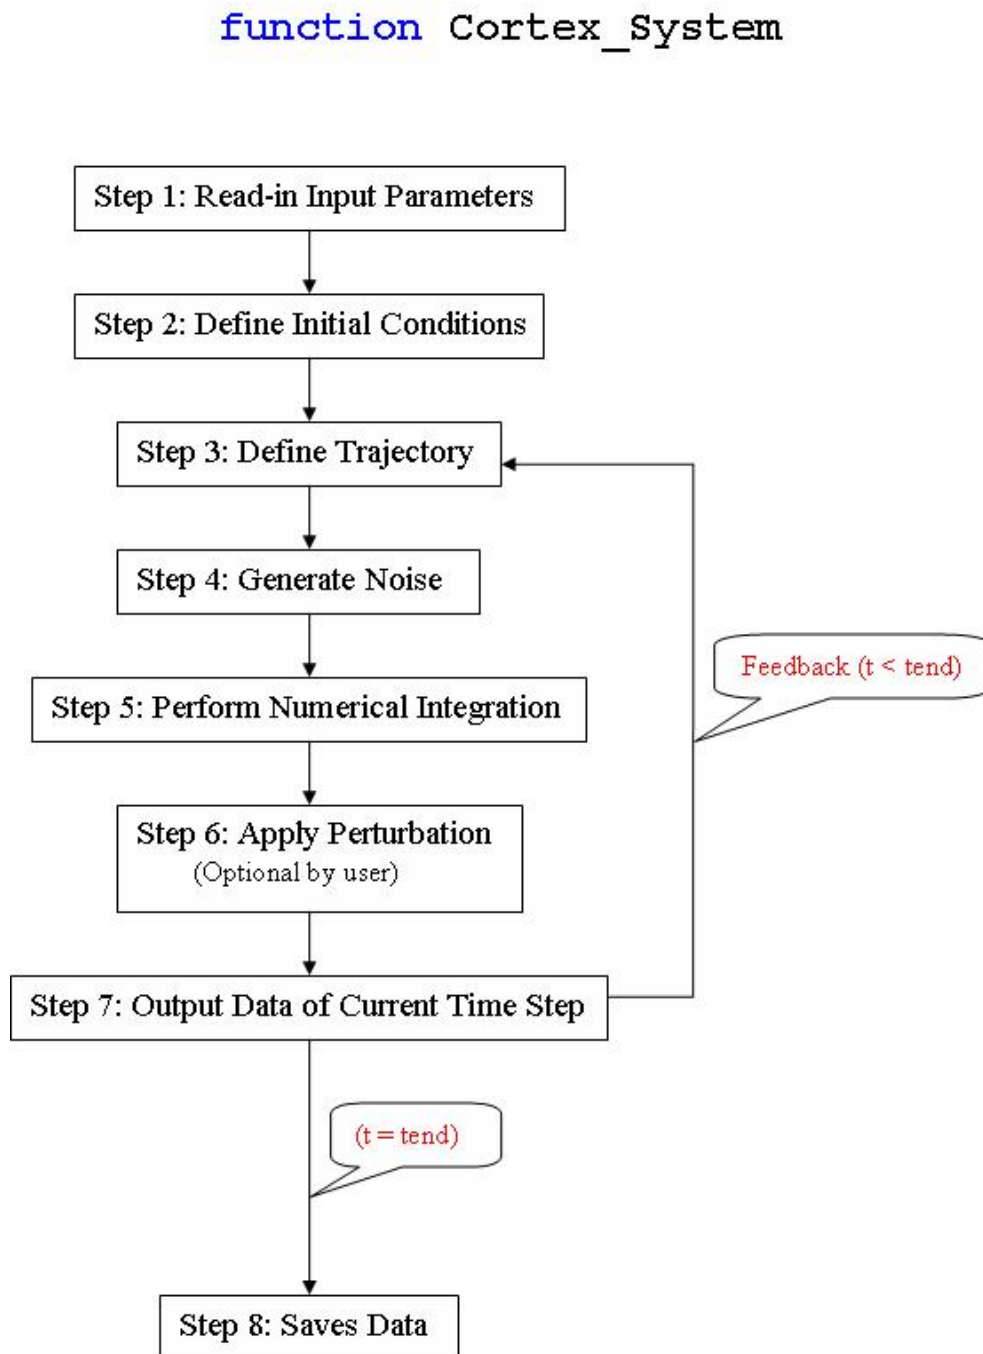 function Cortex_System
Step 1: Read-in Input Parameters
Step 2: Define Initial Conditions
Step 3: Define Trajectory
Step 4: Generate Noise
Feedback (t < tend)
Step 5: Perform Numerical Integration
Step 6: Apply Perturbation
(Optional by user)
Step 7: Output Data of Current Time Step
(t = tend)
Step 8: Saves Data